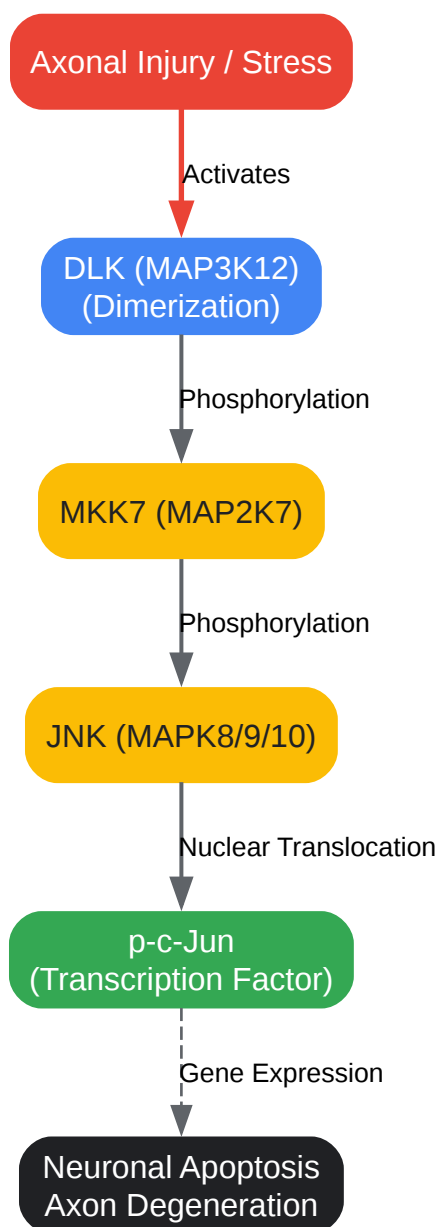 Axonal Injury / Stress
Activates
DLK (MAP3K12)
(Dimerization)
Phosphorylation
MKK7 (MAP2K7)
Phosphorylation
JNK (MAPK8/9/10)
Nuclear Translocation
p-c-Jun
(Transcription Factor)
Gene Expression
Neuronal Apoptosis
Axon Degeneration